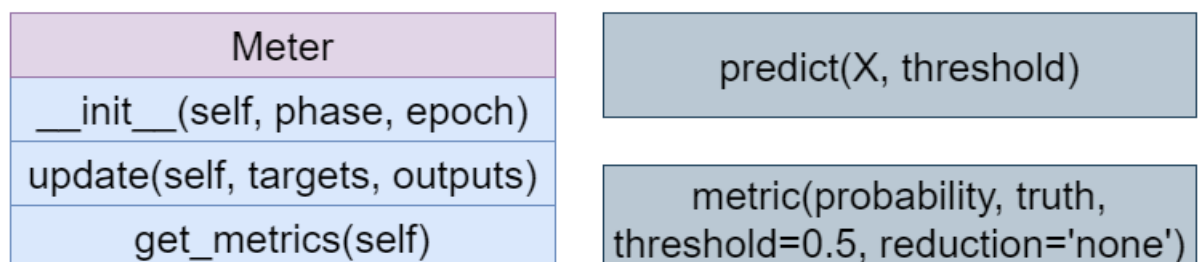 Meter
__init__(self, phase, epoch)
update(self, targets, outputs)
get_metrics(self)
predict(X, threshold)
metric(probability, truth,
threshold=0.5, reduction='none')